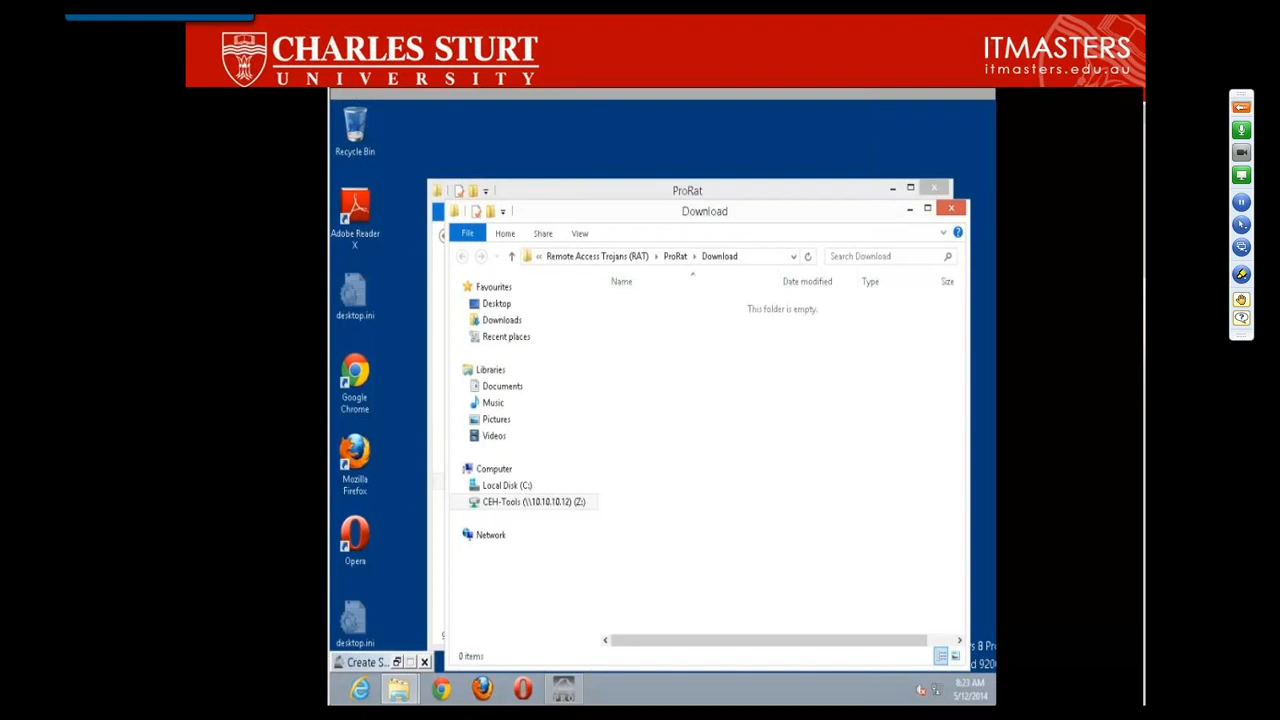 CHARLES STURT
UNIVERSITY
ITMASTERS
itmasters.edu.au
Recycle Bin
Adobe Reader
X
desktop.ini
Google
Chrome
Mozilla
Firefox
Opera
desktop.ini
ProRat
Download
File Home Share View
« Remote Access Trojans (RAT) ProRat Download
Search Download
Name Date modified Type Size
This folder is empty.
Favourites
Desktop
Downloads
Recent places
Libraries
Documents
Music
Pictures
Videos
Computer
Local Disk (C:)
CEH-Tools (\\10.10.10.12) (Z:)
Network
0 items
Create S...
PRO
8:23 AM
5/12/2014